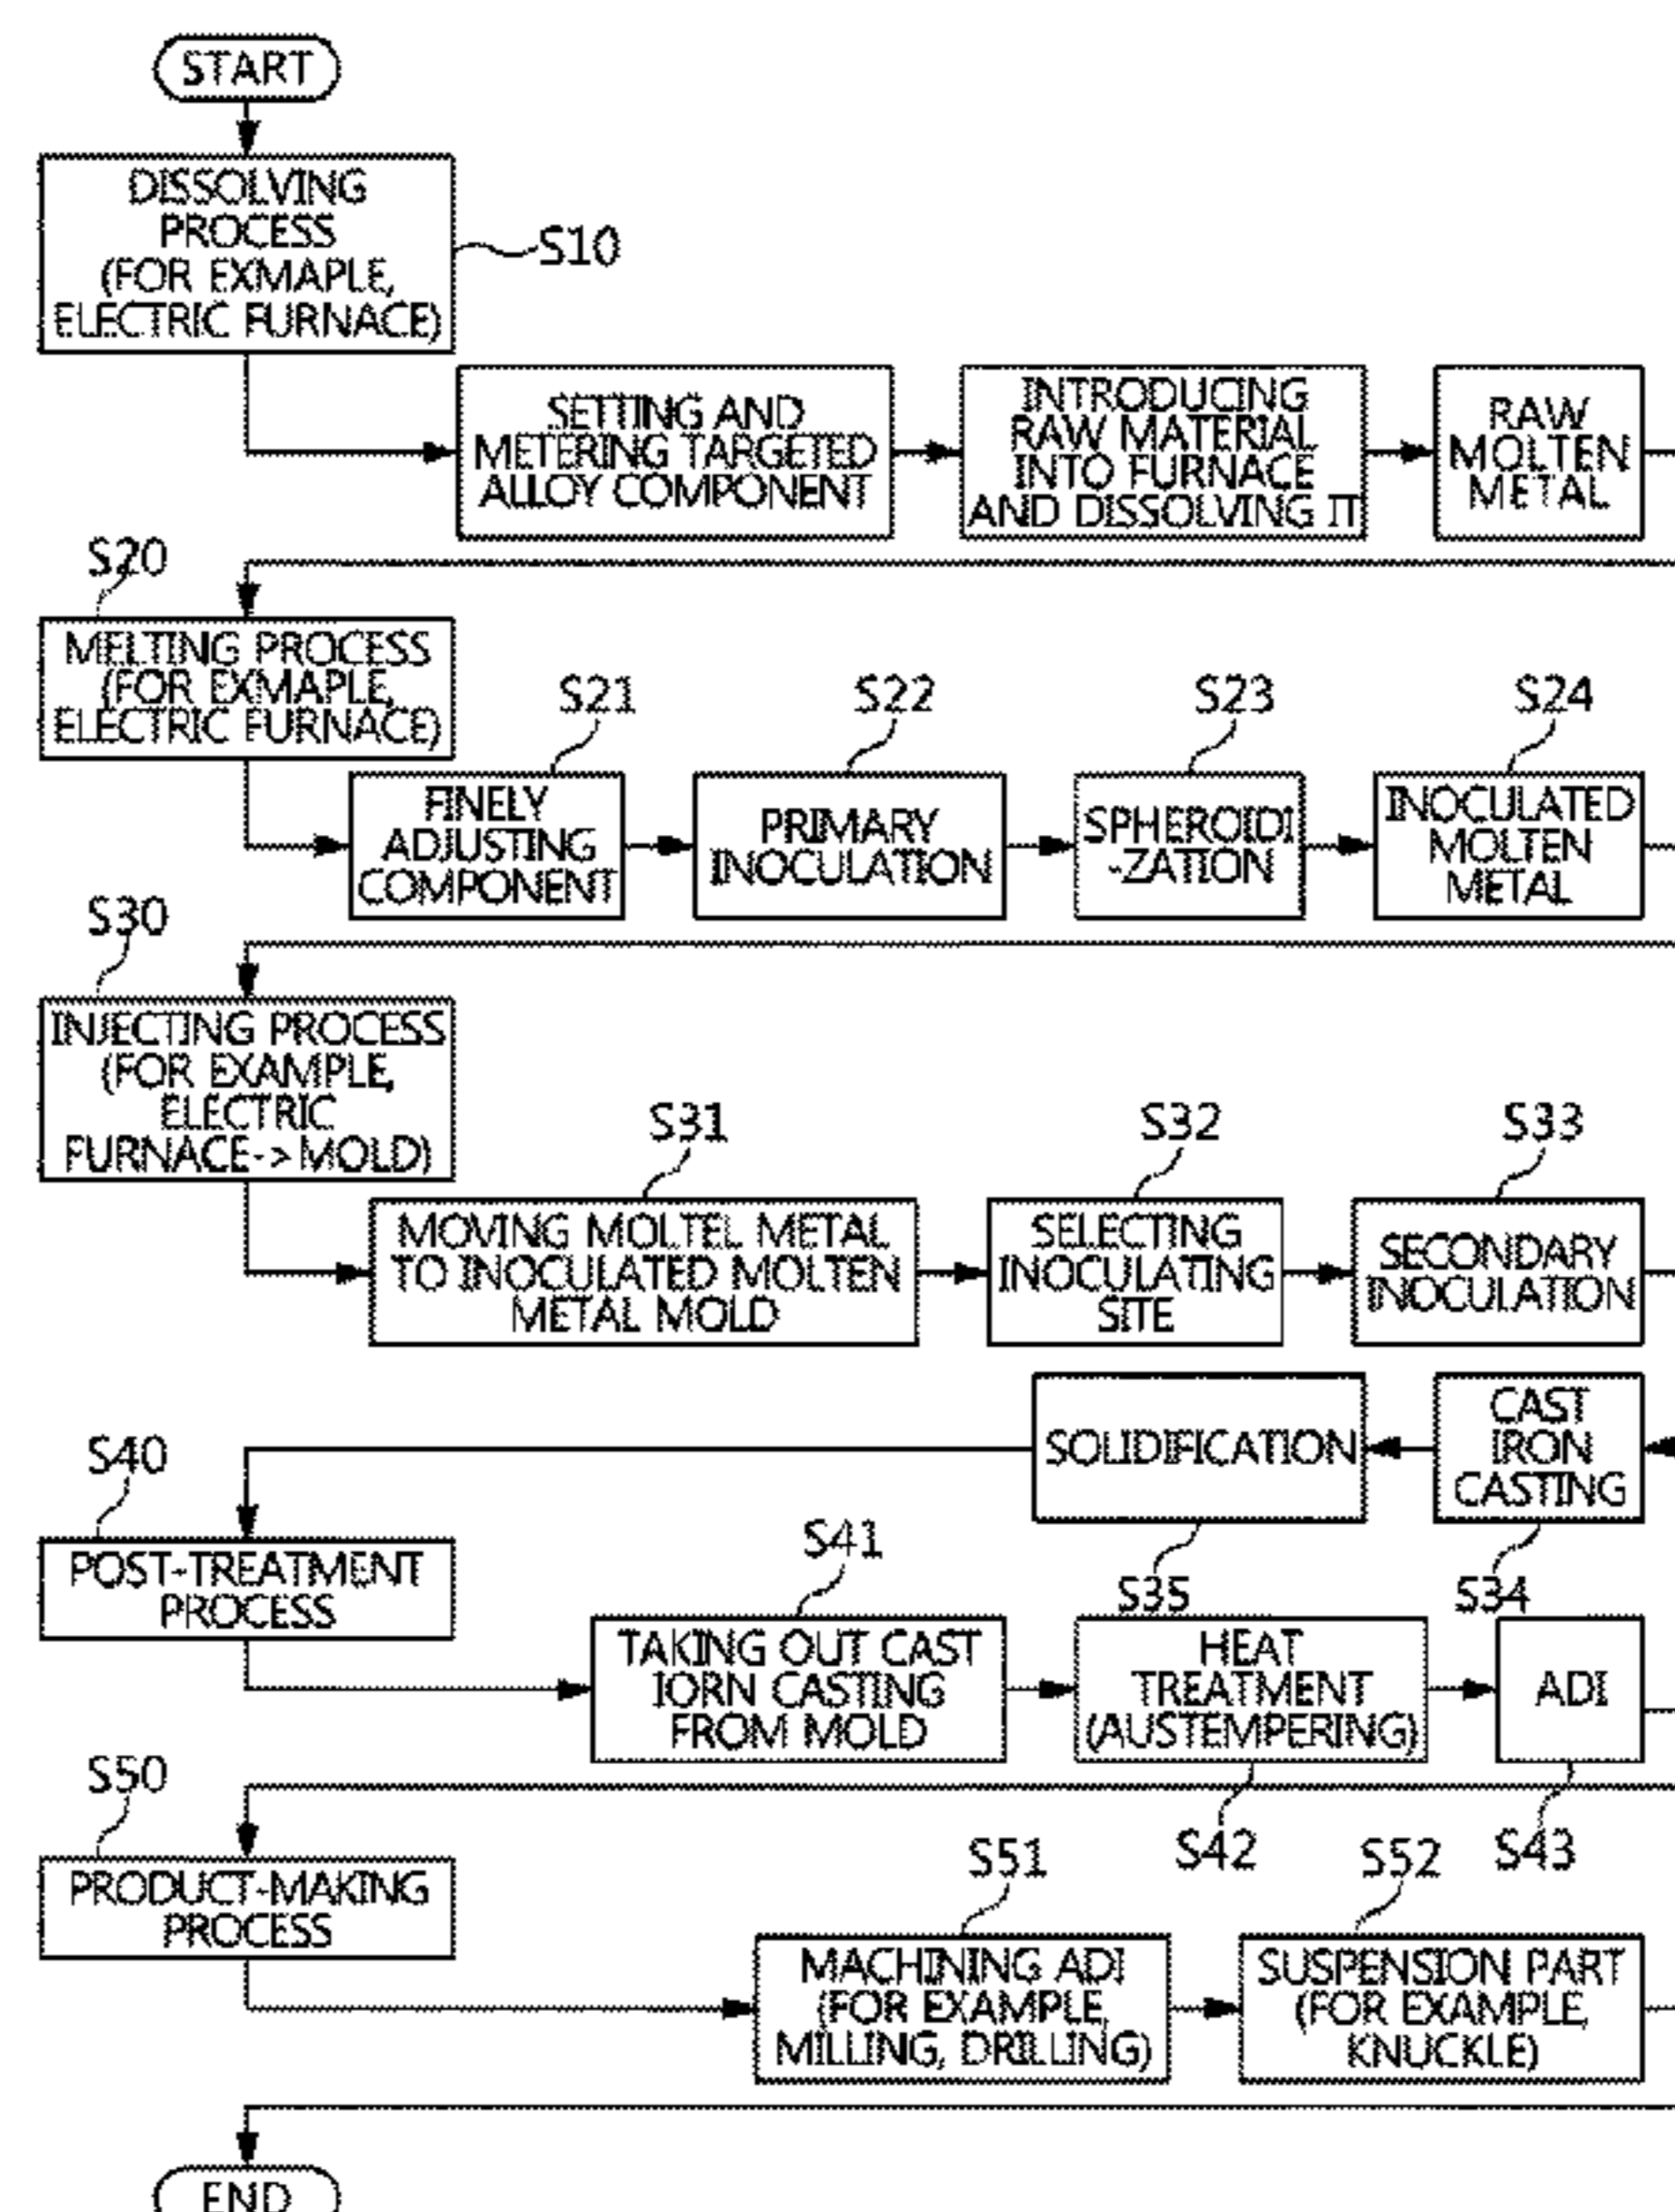 START
DISSOLVING
PROCESS
(FOR EXMAPLE,
ELECTRIC FURNACE)
S10
SETTING AND
METERING TARGETED
ALLOY COMPONENT
INTRODUCING
RAW MATERIAL
INTO FURNACE
AND DISSOLVING IT
RAW
MOLTEN
METAL
S20
MELTING PROCESS
(FOR EXMAPLE,
ELECTRIC FURNACE)
S21
FINELY
ADJUSTING
COMPONENT
S22
PRIMARY
INOCULATION
S23
SPHEROIDI
-ZATION
S24
INOCULATED
MOLTEN
METAL
S30
INJECTING PROCESS
(FOR EXAMPLE,
ELECTRIC
FURNACE->MOLD)
S31
MOVING MOLTEL METAL
TO INOCULATED MOLTEN
METAL MOLD
S32
SELECTING
INOCULATING
SITE
S33
SECONDARY
INOCULATION
CAST
IRON
CASTING
S34
SOLIDIFICATION
S35
S40
POST-TREATMENT
PROCESS
S41
TAKING OUT CAST
IORN CASTING
FROM MOLD
HEAT
TREATMENT
(AUSTEMPERING)
S42
ADI
S43
S50
PRODUCT-MAKING
PROCESS
S51
MACHINING ADI
(FOR EXAMPLE,
MILLING, DRILLING)
S52
SUSPENSION PART
(FOR EXAMPLE,
KNUCKLE)
END